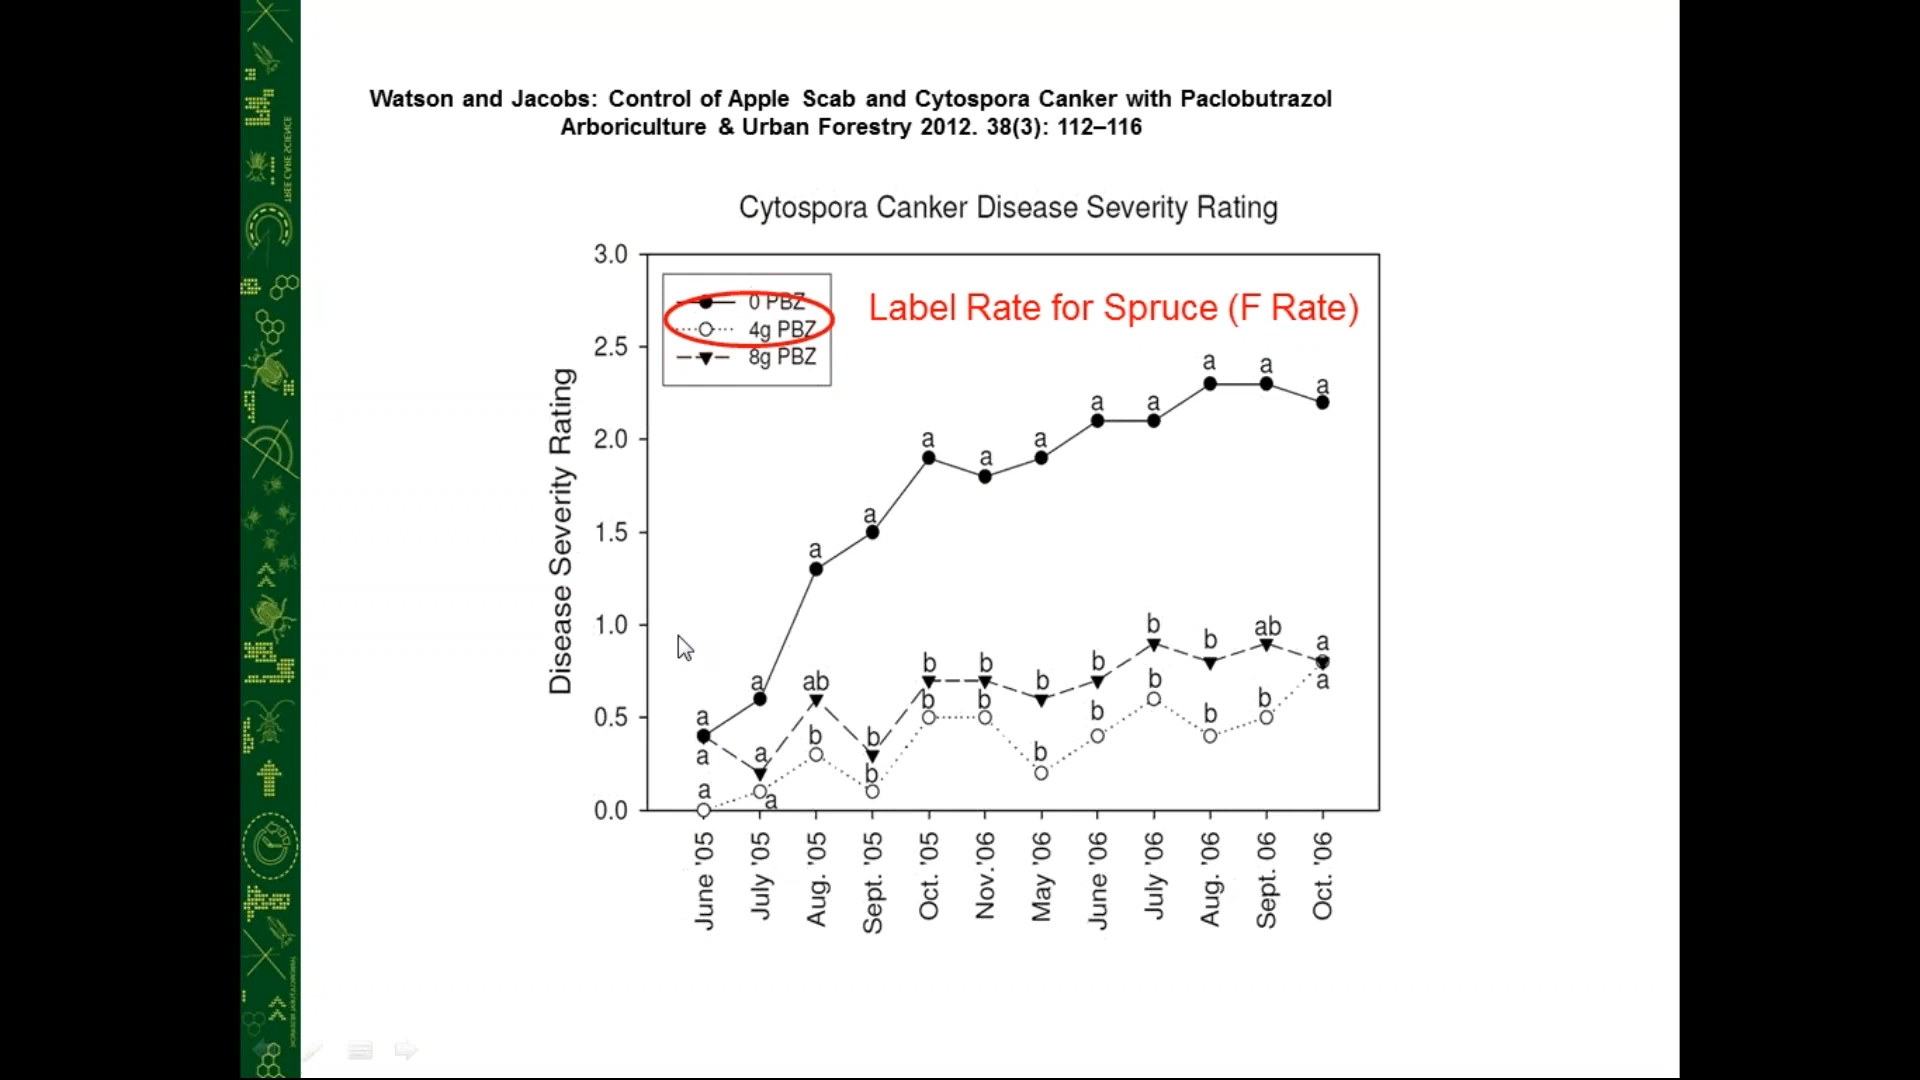 Watson and Jacobs: Control of Apple Scab and Cytospora Canker with Paclobutrazol
Arboriculture & Urban Forestry 2012. 38(3): 112–116
Cytospora Canker Disease Severity Rating
Label Rate for Spruce (F Rate)
0 PBZ
4g PBZ
8g PBZ
Disease Severity Rating
3.0
2.5
2.0
1.5
1.0
0.5
0.0
a a a a a a a a a a a a
a a ab b b b b b b b ab a
a a b b b b b b b b b a
June '05
July '05
Aug. '05
Sept. '05
Oct. '05
Nov.'06
May '06
June '06
July '06
Aug. '06
Sept. 06
Oct. '06
TREE CARE SCIENCE